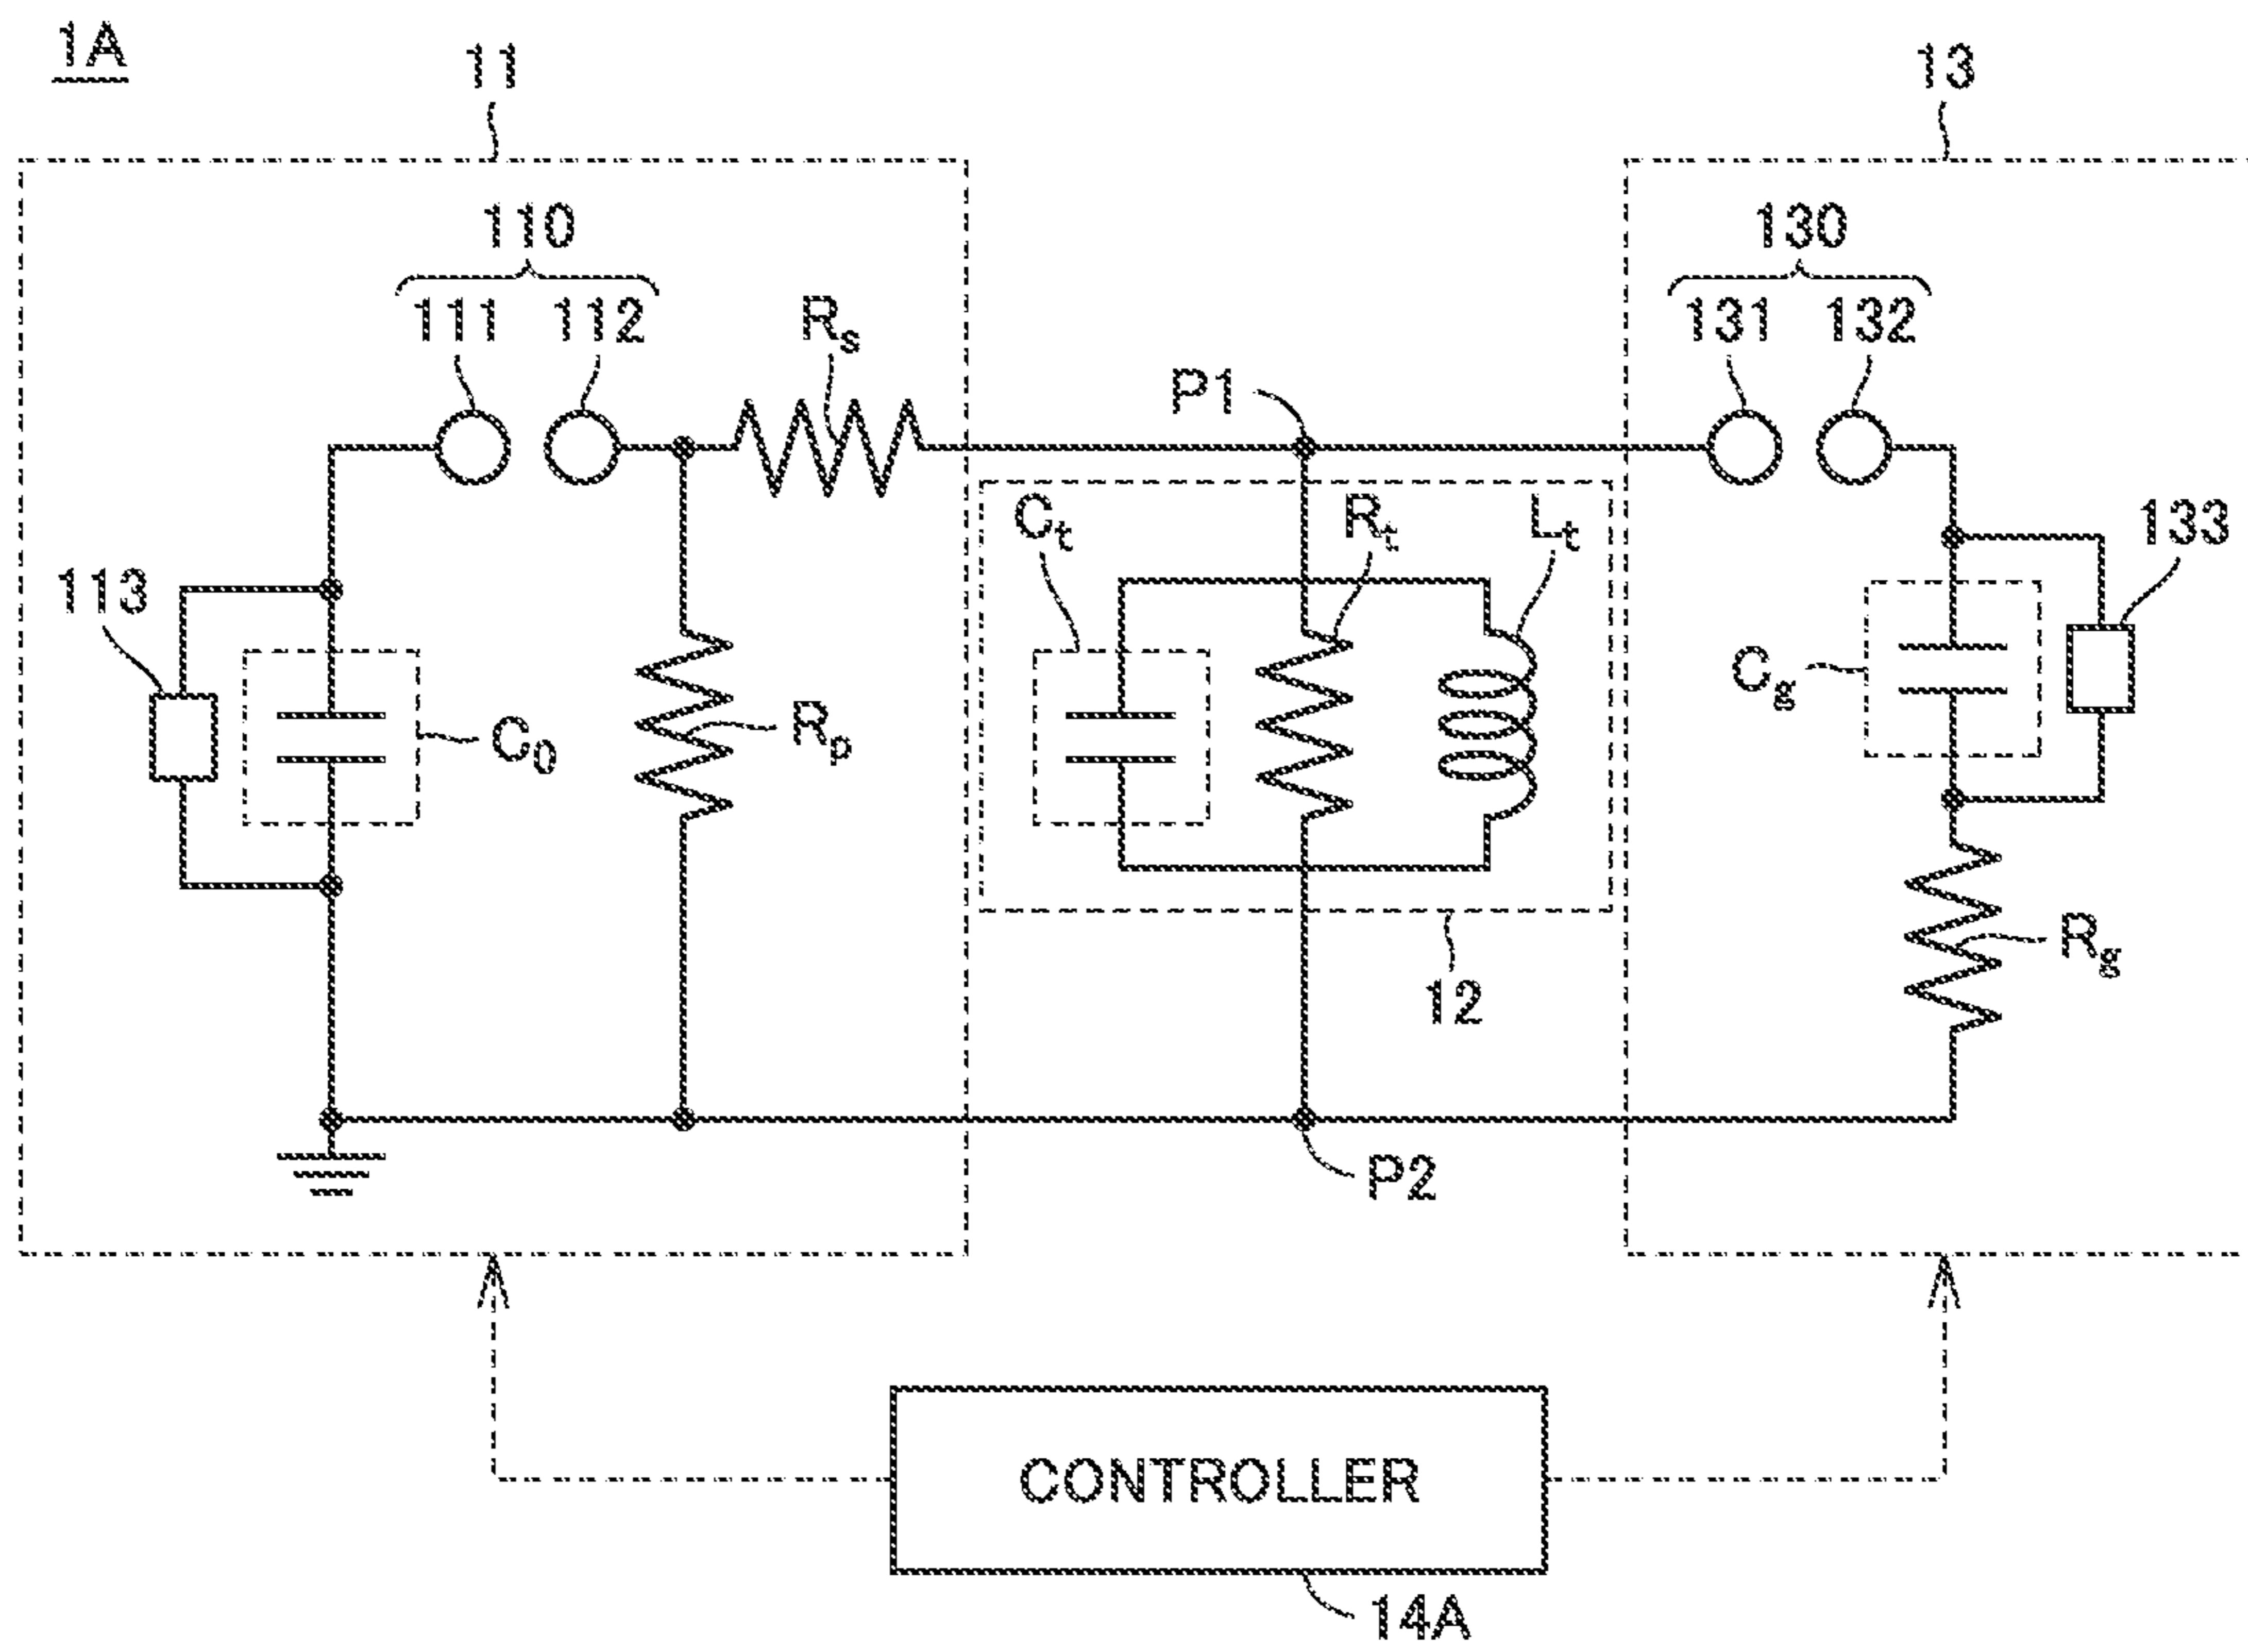 1A
11
13
110
130
111 112
Rs
131 132
P1
Ct
Rt
Lt
133
113
Cg
C0
Rp
Rg
12
P2
CONTROLLER
14A